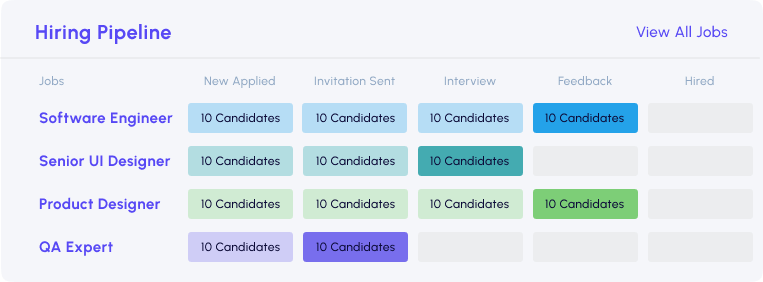 Hiring Pipeline View All Jobs
Jobs New Applied Invitation Sent Interview Feedback Hired
Software Engineer 10 Candidates 10 Candidates 10 Candidates 10 Candidates
Senior UI Designer 10 Candidates 10 Candidates 10 Candidates
Product Designer 10 Candidates 10 Candidates 10 Candidates 10 Candidates
QA Expert 10 Candidates 10 Candidates